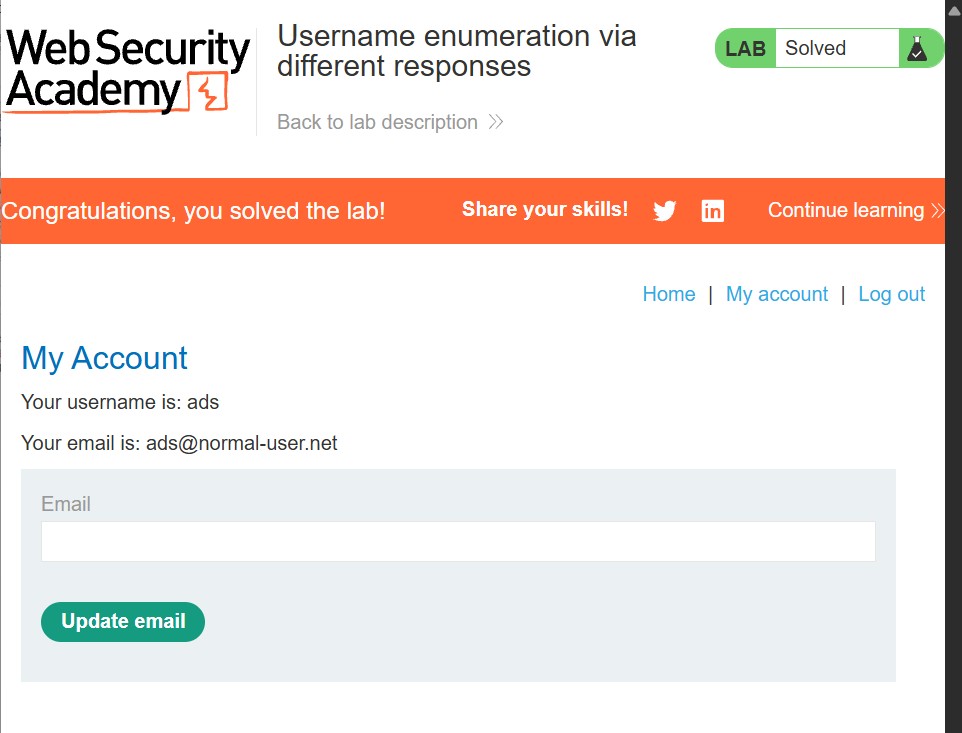 Web Security
Academy
Username enumeration via
different responses
Back to lab description
LAB Solved
Congratulations, you solved the lab!
Share your skills!
Continue learning
Home | My account | Log out
My Account
Your username is: ads
Your email is: ads@normal-user.net
Email
Update email